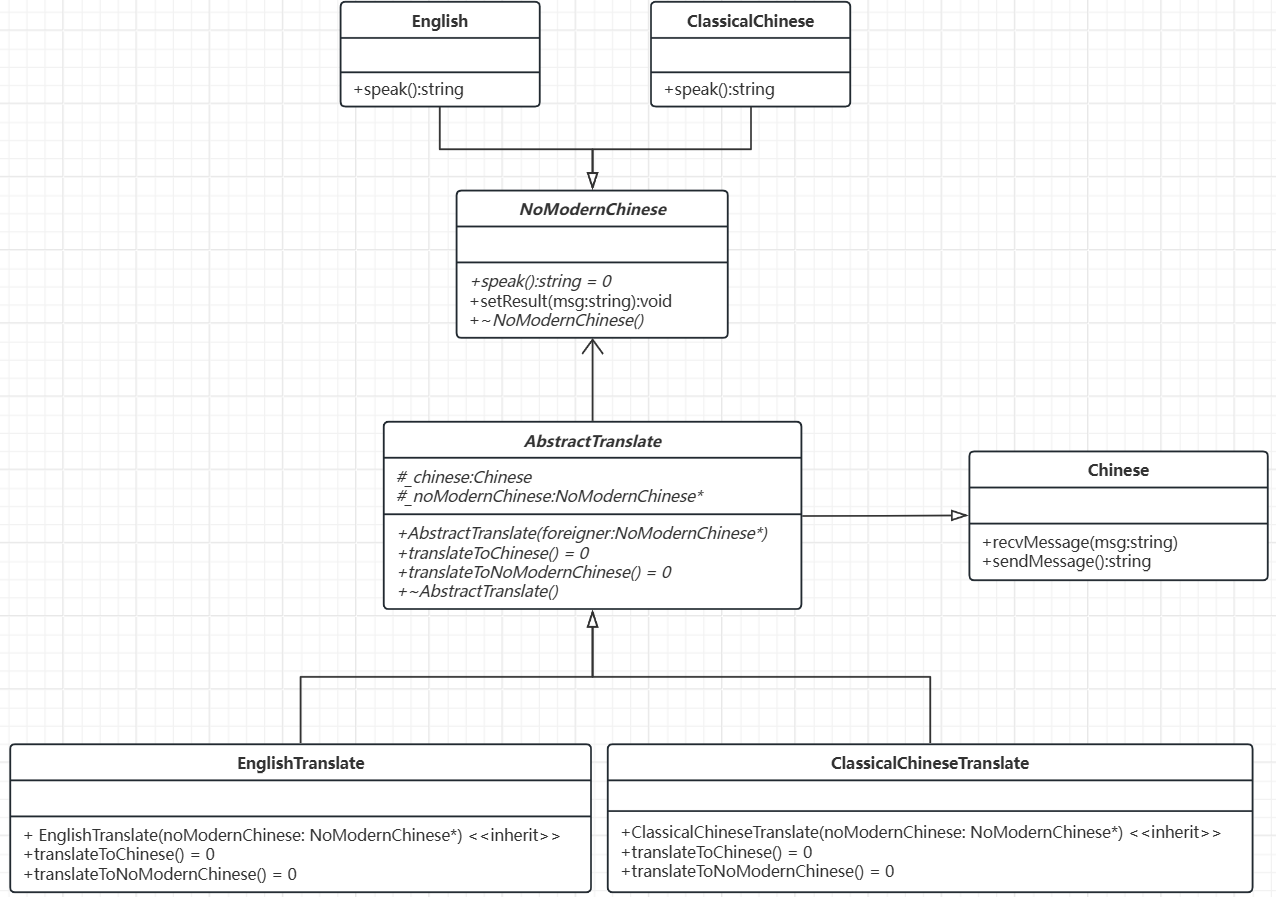 English
+speak():string
ClassicalChinese
+speak():string
NoModernChinese
+speak():string = 0
+setResult(msg:string):void
+~NoModernChinese()
AbstractTranslate
#_chinese:Chinese
#_noModernChinese:NoModernChinese*
+AbstractTranslate(foreigner:NoModernChinese*)
+translateToChinese() = 0
+translateToNoModernChinese() = 0
+~AbstractTranslate()
Chinese
+recvMessage(msg:string)
+sendMessage():string
EnglishTranslate
+ EnglishTranslate(noModernChinese: NoModernChinese*) <<inherit>>
+translateToChinese() = 0
+translateToNoModernChinese() = 0
ClassicalChineseTranslate
+ClassicalChineseTranslate(noModernChinese: NoModernChinese*) <<inherit>>
+translateToChinese() = 0
+translateToNoModernChinese() = 0